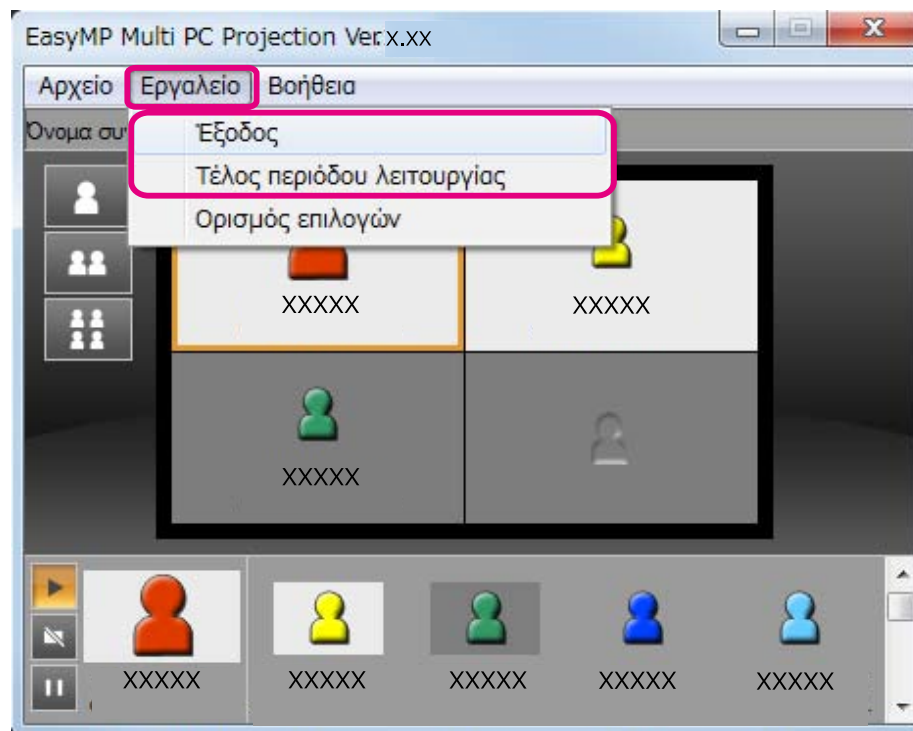 EasyMP Multi PC Projection Ver. x.xx
Αρχείο Εργαλείο Βοήθεια
Όνομα
Έξοδος
Τέλος περιόδου λειτουργίας
Ορισμός επιλογών
XXXXX XXXXX
XXXXX
XXXXX XXXXX XXXXX XXXXX XXXXX